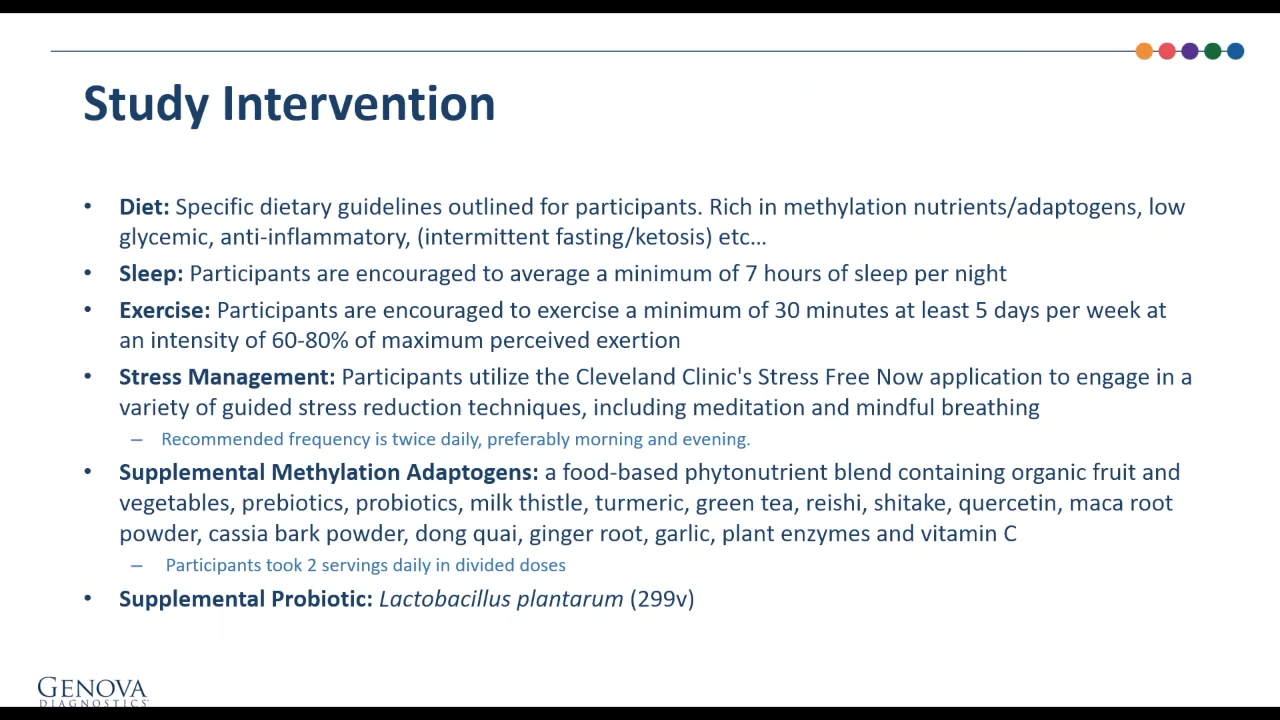 Study Intervention
• Diet: Specific dietary guidelines outlined for participants. Rich in methylation nutrients/adaptogens, low
glycemic, anti-inflammatory, (intermittent fasting/ketosis) etc…
• Sleep: Participants are encouraged to average a minimum of 7 hours of sleep per night
• Exercise: Participants are encouraged to exercise a minimum of 30 minutes at least 5 days per week at
an intensity of 60-80% of maximum perceived exertion
• Stress Management: Participants utilize the Cleveland Clinic's Stress Free Now application to engage in a
variety of guided stress reduction techniques, including meditation and mindful breathing
– Recommended frequency is twice daily, preferably morning and evening.
• Supplemental Methylation Adaptogens: a food-based phytonutrient blend containing organic fruit and
vegetables, prebiotics, probiotics, milk thistle, turmeric, green tea, reishi, shitake, quercetin, maca root
powder, cassia bark powder, dong quai, ginger root, garlic, plant enzymes and vitamin C
– Participants took 2 servings daily in divided doses
• Supplemental Probiotic: Lactobacillus plantarum (299v)
GENOVA
DIAGNOSTICS